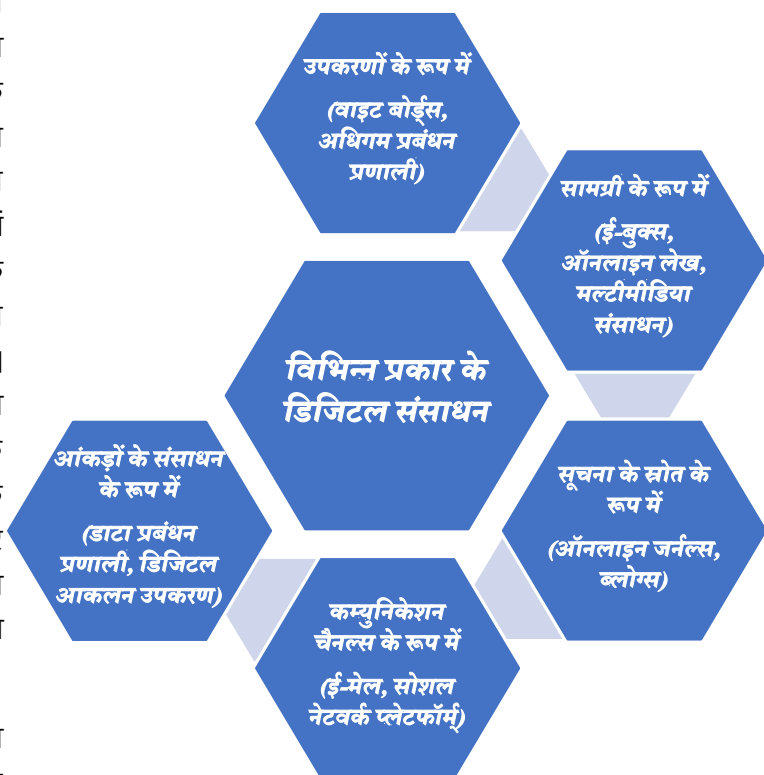 उपकरणों के रूप में
(वाइट बोर्ड्स,
अधिगम प्रबंधन
प्रणाली)
सामग्री के रूप में
(ई-बुक्स,
ऑनलाइन लेख,
मल्टीमीडिया
संसाधन)
विभिन्न प्रकार के
डिजिटल संसाधन
सूचना के स्रोत के
रूप में
(ऑनलाइन जर्नल्स,
ब्लोग्स)
कम्युनिकेशन
चैनल्स के रूप में
(ई-मेल, सोशल
नेटवर्क प्लेटफॉर्म)
आंकड़ों के संसाधन
के रूप में
(डाटा प्रबंधन
प्रणाली, डिजिटल
आकलन उपकरण)